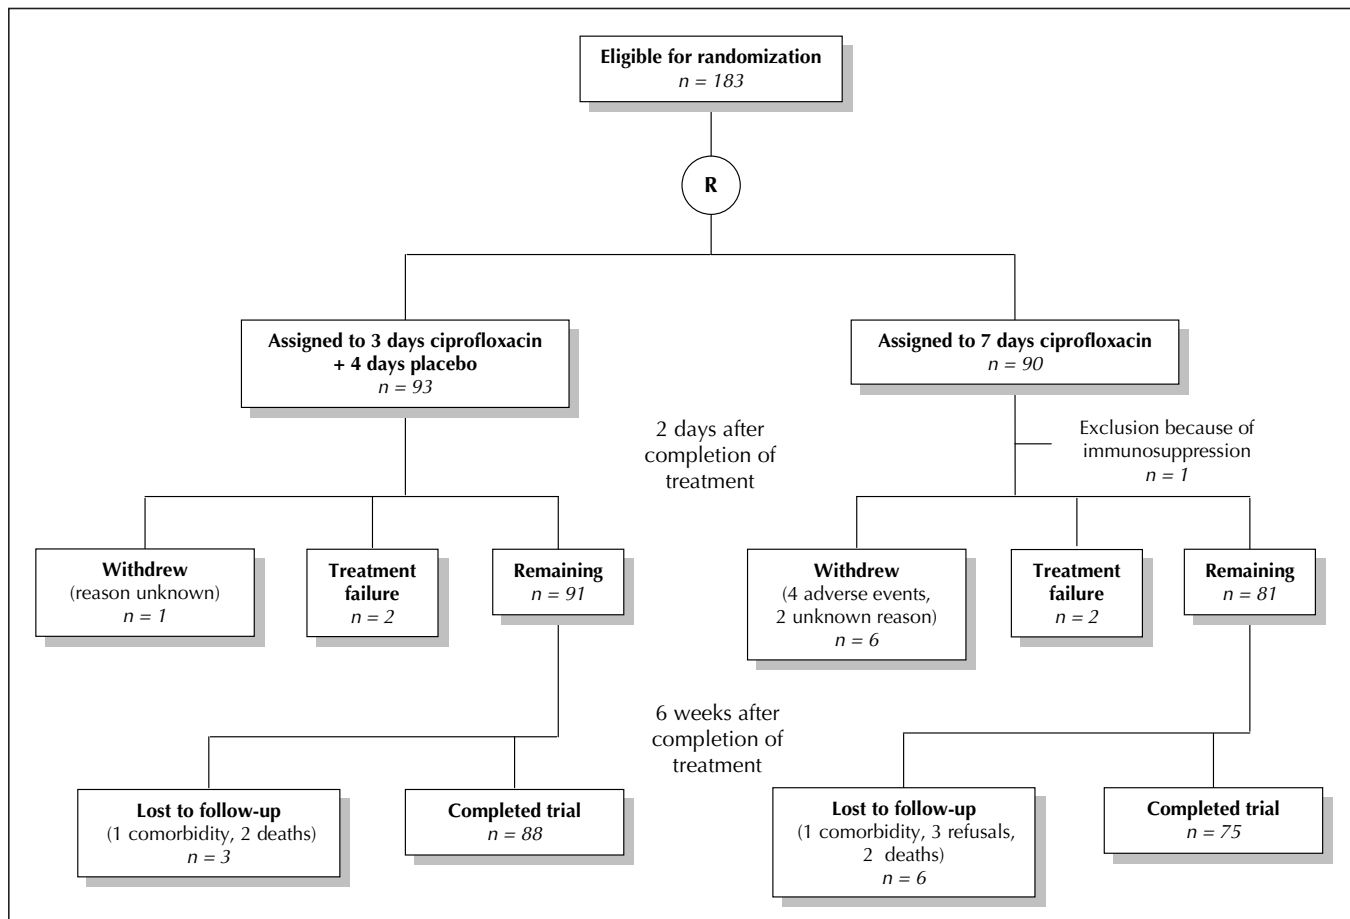 Eligible for randomization
n = 183
R
Assigned to 3 days ciprofloxacin
+ 4 days placebo
n = 93
Assigned to 7 days ciprofloxacin
n = 90
2 days after
completion of
treatment
Exclusion because of
immunosuppression
n = 1
Withdrew
(reason unknown)
n = 1
Treatment
failure
n = 2
Remaining
n = 91
Withdrew
(4 adverse events,
2 unknown reason)
n = 6
Treatment
failure
n = 2
Remaining
n = 81
6 weeks after
completion of
treatment
Lost to follow-up
(1 comorbidity, 2 deaths)
n = 3
Completed trial
n = 88
Lost to follow-up
(1 comorbidity, 3 refusals,
2 deaths)
n = 6
Completed trial
n = 75